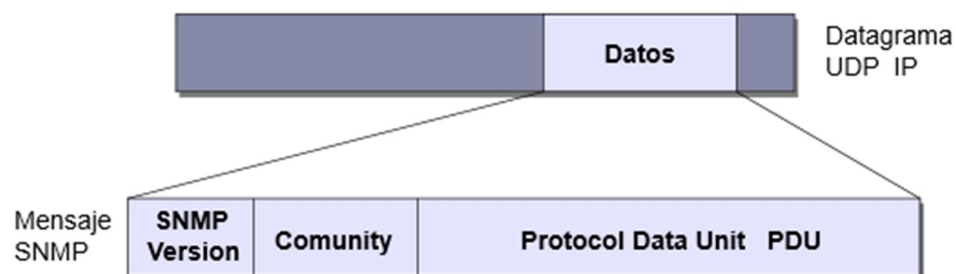 Datos
Datagrama
UDP IP
Mensaje
SNMP
SNMP
Version
Comunity
Protocol Data Unit PDU